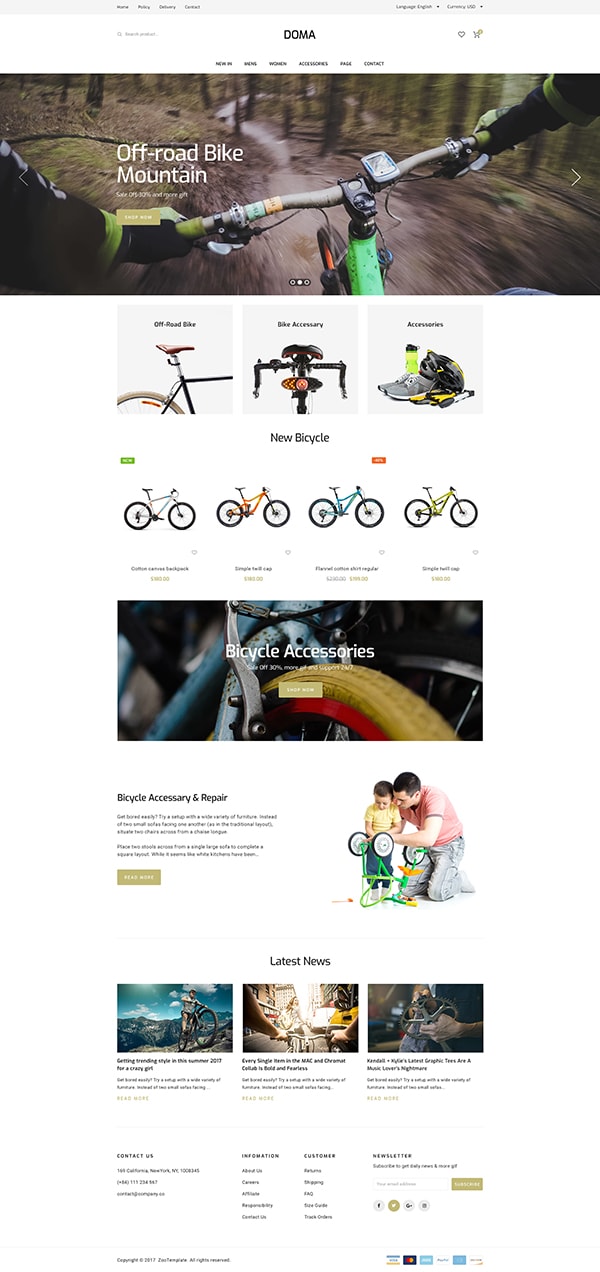 Home Policy Delivery Contact
Language: English Currency: USD
Search product...
DOMA
NEW IN MENS WOMEN ACCESSORIES PAGE CONTACT
Off-road Bike
Mountain
Sale Off 30% and more gift
SHOP NOW
Off-Road Bike
Bike Accessary
Accessories
New Bicycle
NEW
-40%
Cotton canvas backpack
$160.00
Simple twill cap
$160.00
Flannel cotton shirt regular
$230.00 $199.00
Simple twill cap
$160.00
Bicycle Accessories
Sale Off 30%, more gif and support 24/7
SHOP NOW
Bicycle Accessary & Repair
Get bored easily? Try a setup with a wide variety of furniture. Instead
of two small sofas facing one another (as in the traditional layout),
situate two chairs across from a chaise longue.
Place two stools across from a single large sofa to complete a
square layout. While it seems like white kitchens have been...
READ MORE
Latest News
Getting trending style in this summer 2017
for a crazy girl
Get bored easily? Try a setup with a wide variety of
furniture. Instead of two small sofas facing ...
READ MORE
Every Single Item in the MAC and Chromat
Collab Is Bold and Fearless
Get bored easily? Try a setup with a wide variety of
furniture. Instead of two small sofas facing...
READ MORE
Kendall + Kylie's Latest Graphic Tees Are A
Music Lover's Nightmare
Get bored easily? Try a setup with a wide variety of
furniture. Instead of two small sofas...
READ MORE
CONTACT US
169 California, NewYork, NY, 1008345
(+84) 111 234 567
contact@company.co
INFOMATION
About Us
Careers
Affiliate
Responsibility
Contact Us
CUSTOMER
Returns
Shipping
FAQ
Size Guide
Track Orders
NEWSLETTER
Subscribe to get daily news & more gif
Your email address
SUBSCRIBE
Copyright © 2017 ZooTemplate All rights reserved.